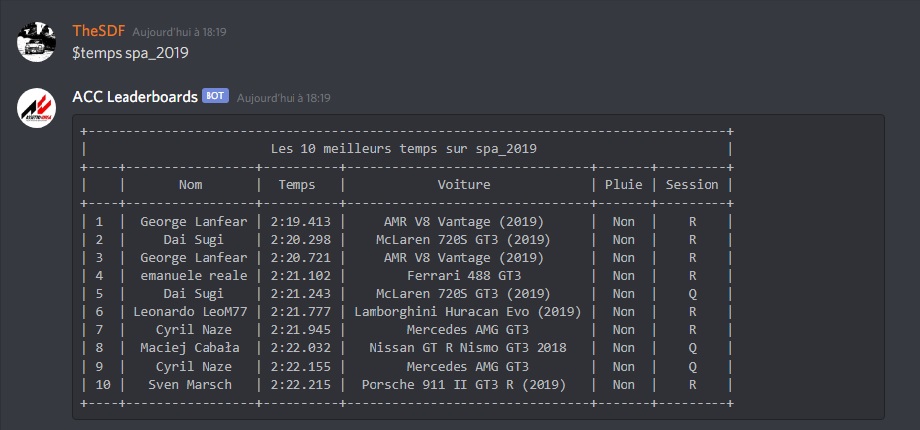 TheSDF Aujourd'hui à 18:19
$temps spa_2019
ACC Leaderboards BOT Aujourd'hui à 18:19
+----------------------------------------------------------------------------------+
| Les 10 meilleurs temps sur spa_2019 |
+----+-----------------+----------+--------------------------------+-------+---------+
| | Nom | Temps | Voiture | Pluie | Session |
+----+-----------------+----------+--------------------------------+-------+---------+
| 1 | George Lanfear | 2:19.413 | AMR V8 Vantage (2019) | Non | R |
| 2 | Dai Sugi | 2:20.298 | McLaren 720S GT3 (2019) | Non | R |
| 3 | George Lanfear | 2:20.721 | AMR V8 Vantage (2019) | Non | R |
| 4 | emanuele reale | 2:21.102 | Ferrari 488 GT3 | Non | R |
| 5 | Dai Sugi | 2:21.243 | McLaren 720S GT3 (2019) | Non | Q |
| 6 | Leonardo LeoM77 | 2:21.777 | Lamborghini Huracan Evo (2019) | Non | R |
| 7 | Cyril Naze | 2:21.945 | Mercedes AMG GT3 | Non | R |
| 8 | Maciej Cabała | 2:22.032 | Nissan GT R Nismo GT3 2018 | Non | Q |
| 9 | Cyril Naze | 2:22.155 | Mercedes AMG GT3 | Non | Q |
| 10 | Sven Marsch | 2:22.215 | Porsche 911 II GT3 R (2019) | Non | R |
+----+-----------------+----------+--------------------------------+-------+---------+